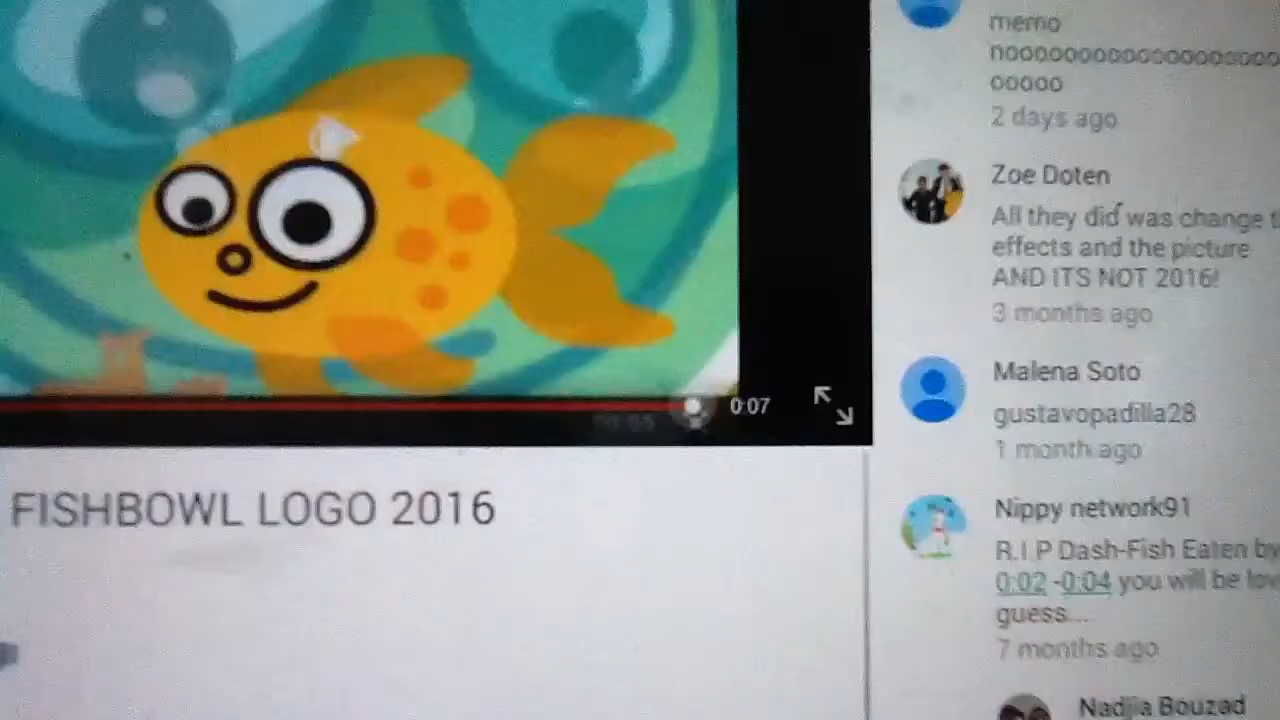 memo
nooooooooooooooooooooo
ooooo
2 days ago
Zoe Doten
All they did was change
effects and the picture
AND ITS NOT 2016!
3 months ago
Malena Soto
gustavopadilla28
1 month ago
0:07
Nippy network91
FISHBOWL LOGO 2016
R.I.P Dash-Fish Eaten by
0:02 -0:04 you will be
guess...
7 months ago
Nadjia Bouzad